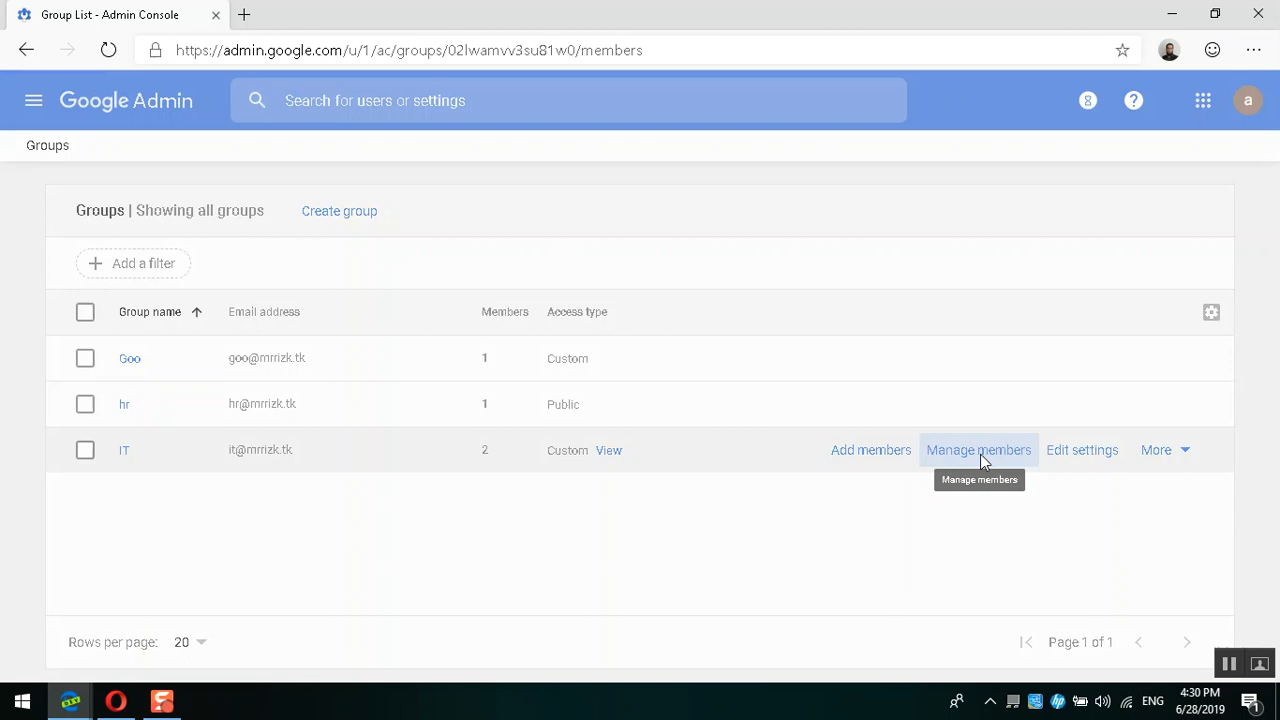 Group List - Admin Console
https://admin.google.com/u/1/ac/groups/02lwamvv3su81w0/members
Google Admin
Search for users or settings
a
Groups
Groups | Showing all groups
Create group
Add a filter
Group name
Email address
Members
Access type
Goo
goo@mrrizk.tk
1
Custom
hr
hr@mrrizk.tk
1
Public
IT
it@mrrizk.tk
2
Custom View
Add members
Manage members
Edit settings
More
Manage members
Rows per page: 20
Page 1 of 1
ENG
4:30 PM
6/28/2019
1